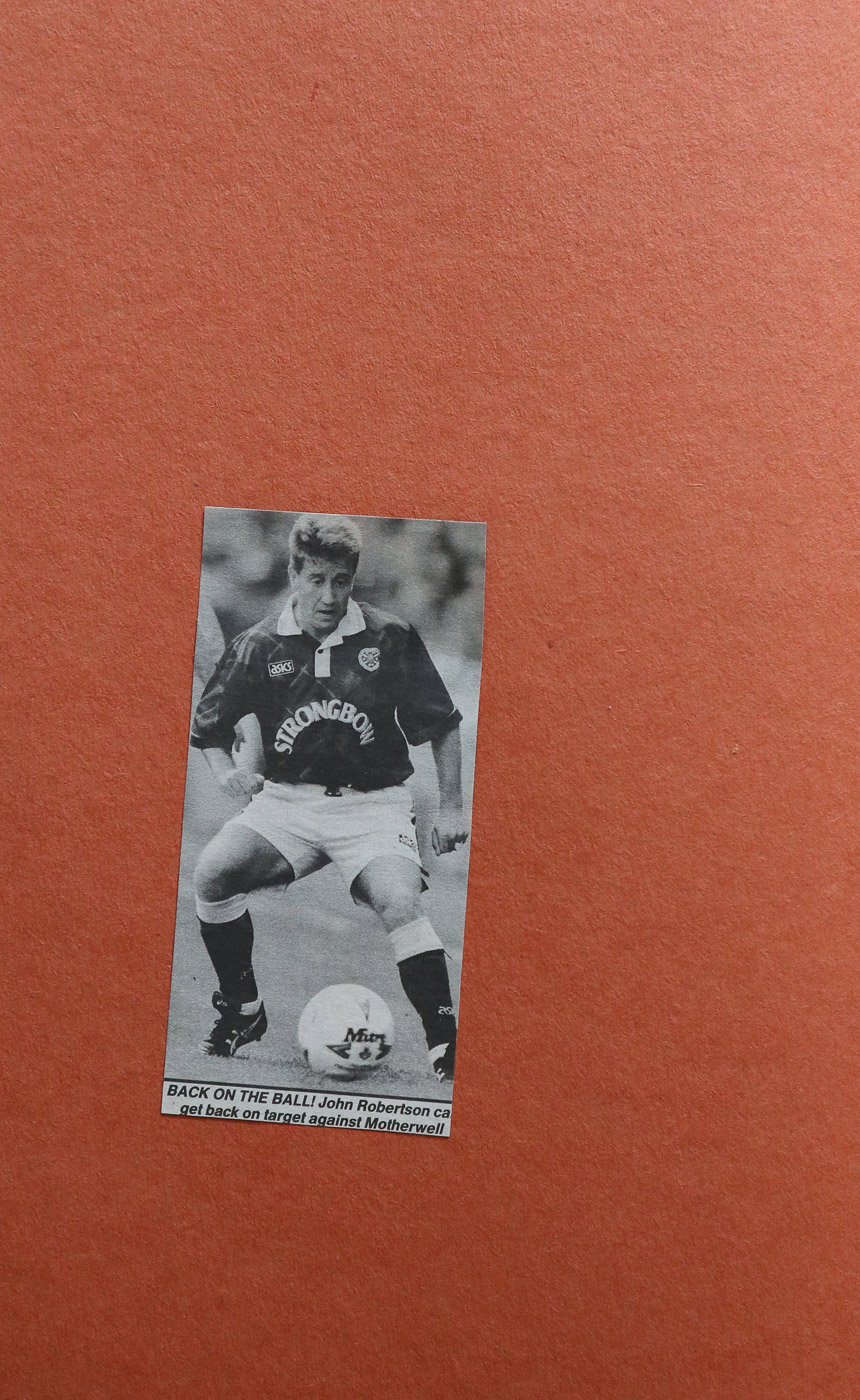 asics
STRONGBOW
Mitre
BACK ON THE BALL! John Robertson ca
get back on target against Motherwell